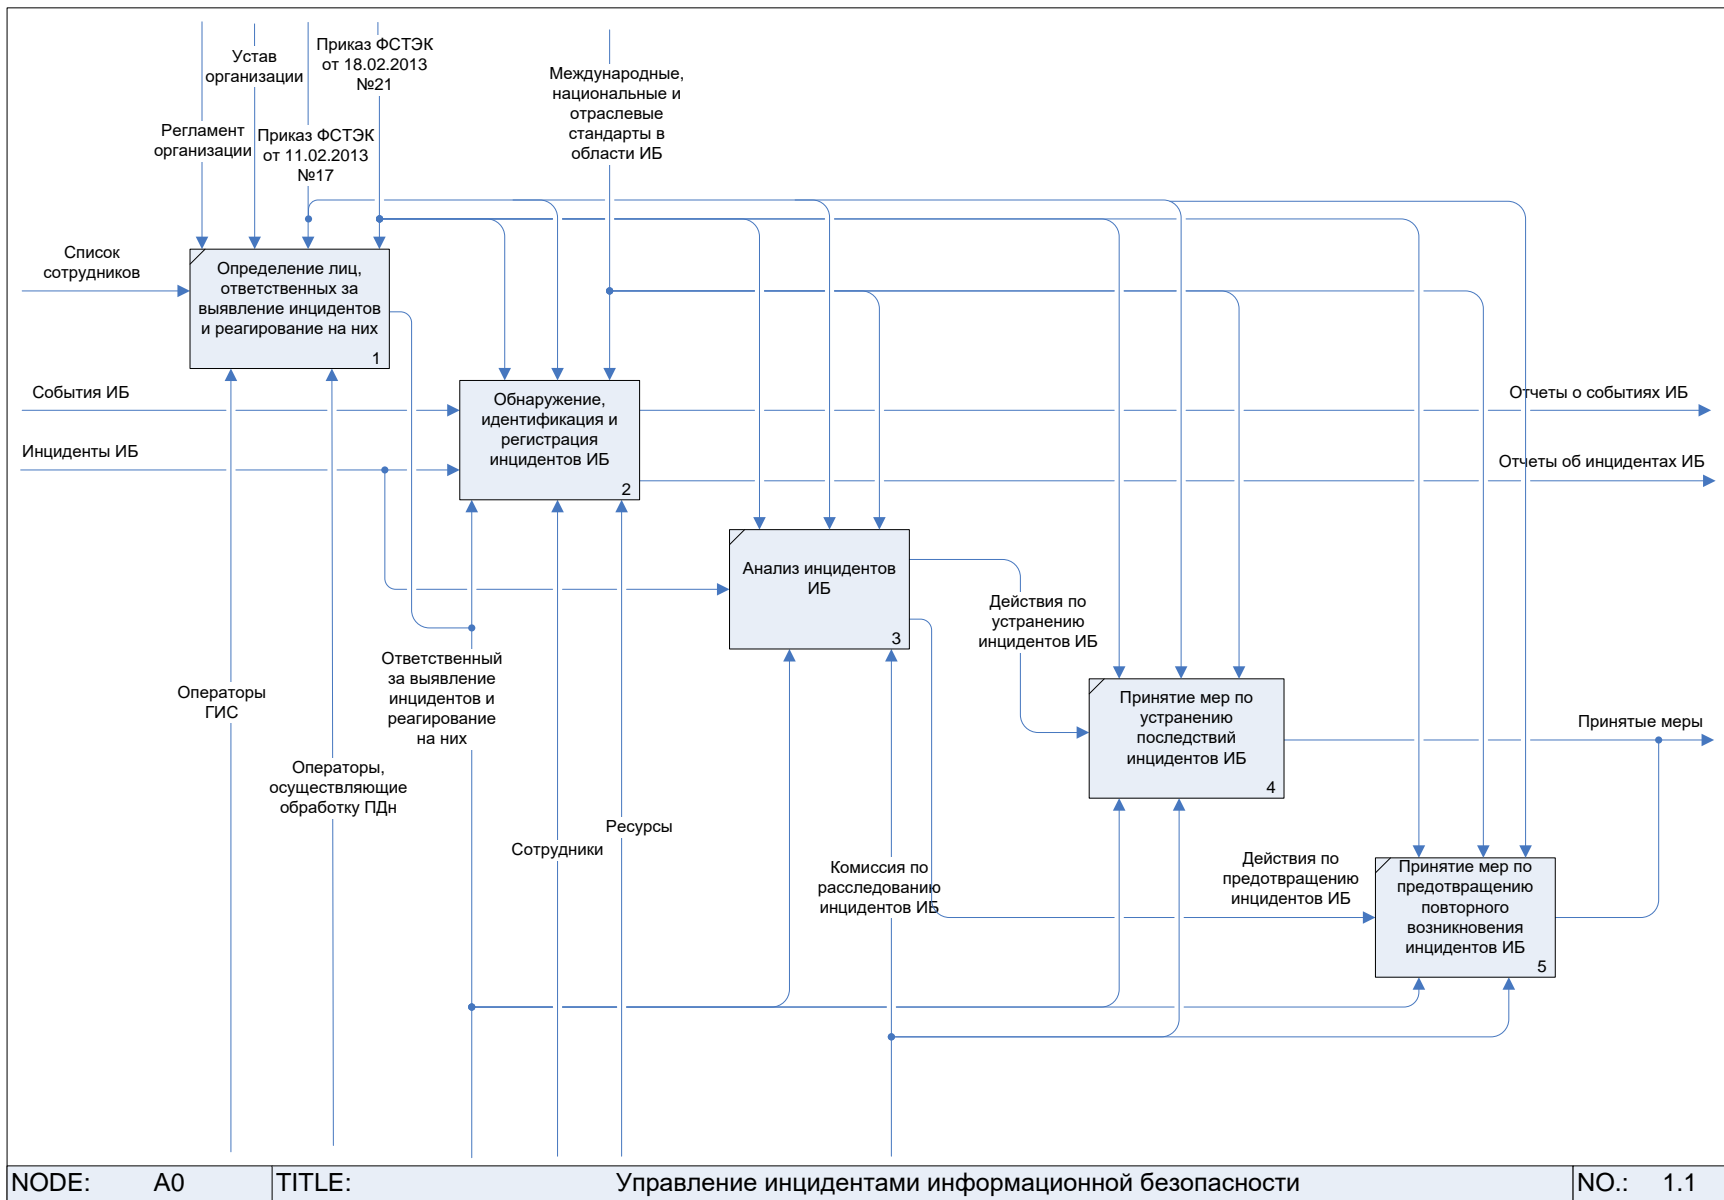 Устав
организации
Приказ ФСТЭК
от 18.02.2013
№21
Международные,
национальные и
отраслевые
стандарты в
области ИБ
Регламент
организации
Приказ ФСТЭК
от 11.02.2013
№17
Список
сотрудников
Определение лиц,
ответственных за
выявление инцидентов
и реагирование на них
1
События ИБ
Инциденты ИБ
Обнаружение,
идентификация и
регистрация
инцидентов ИБ
2
Отчеты о событиях ИБ
Отчеты об инцидентах ИБ
Анализ инцидентов
ИБ
3
Действия по
устранению
инцидентов ИБ
Ответственный
за выявление
инцидентов и
реагирование
на них
Операторы
ГИС
Операторы,
осуществляющие
обработку ПДн
Принятие мер по
устранению
последствий
инцидентов ИБ
4
Принятые меры
Сотрудники
Ресурсы
Комиссия по
расследованию
инцидентов ИБ
Действия по
предотвращению
инцидентов ИБ
Принятие мер по
предотвращению
повторного
возникновения
инцидентов ИБ
5
NODE: A0 TITLE: Управление инцидентами информационной безопасности NO.: 1.1